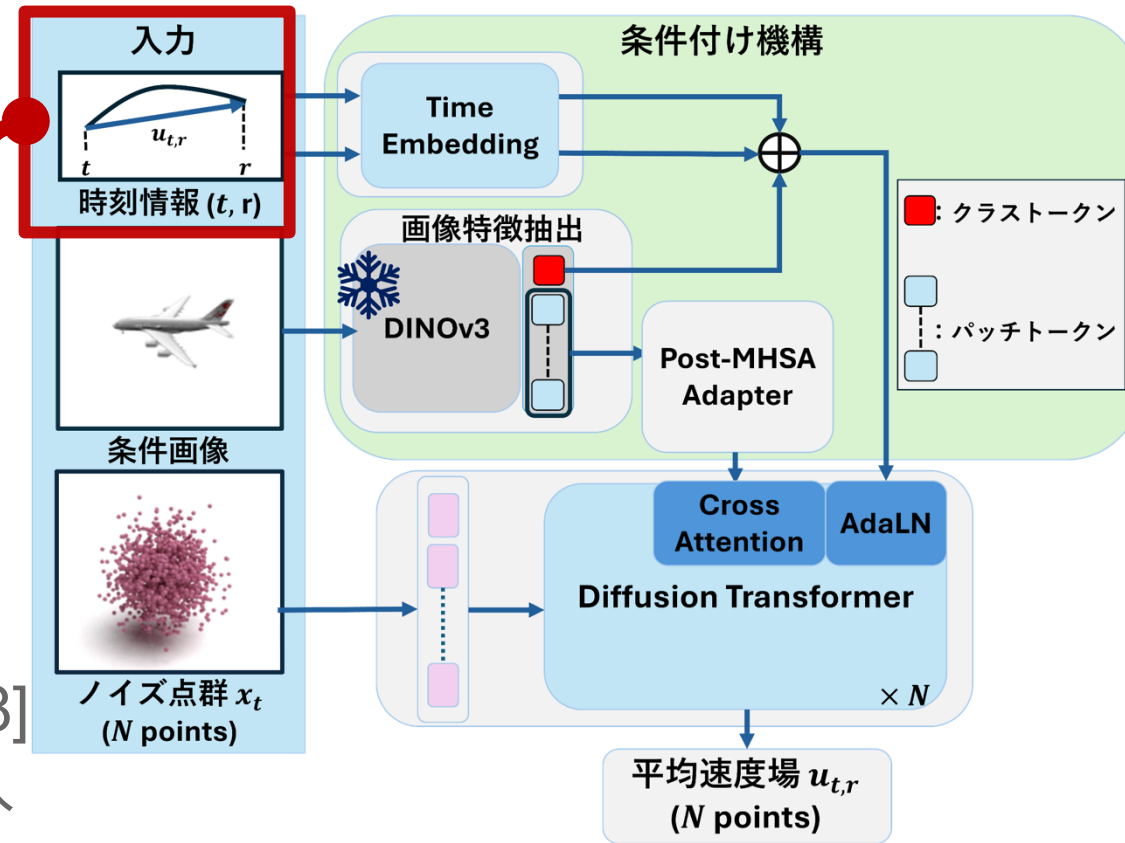 入力
u_{t,r}
t r
時刻情報 (t, r)
条件画像
ノイズ点群 x_t
(N points)
3]
条件付け機構
Time
Embedding
画像特徴抽出
DINOv3
Post-MHSA
Adapter
: クラストークン
: パッチトークン
Cross
Attention
AdaLN
Diffusion Transformer
× N
平均速度場 u_{t,r}
(N points)